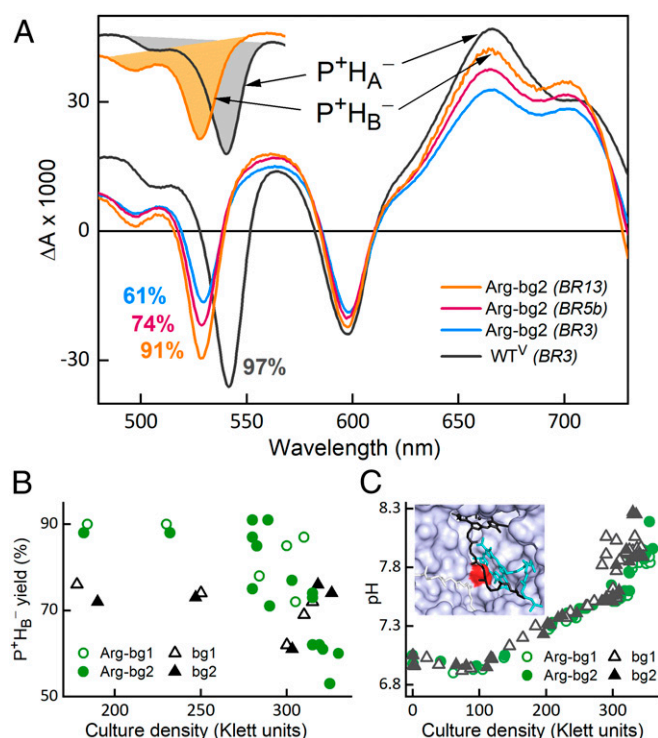 A
P⁺H_A⁻
P⁺H_B⁻
30
0
-30
ΔA x 1000
61%
74%
91%
97%
Arg-bg2 (BR13)
Arg-bg2 (BR5b)
Arg-bg2 (BR3)
WTⱽ (BR3)
500 550 600 650 700
Wavelength (nm)
B
90
70
50
P⁺H_B⁻ yield (%)
Arg-bg1 bg1
Arg-bg2 bg2
200 250 300
Culture density (Klett units)
C
8.3
7.8
7.3
6.8
pH
Arg-bg1 bg1
Arg-bg2 bg2
0 100 200 300
Culture density (Klett units)